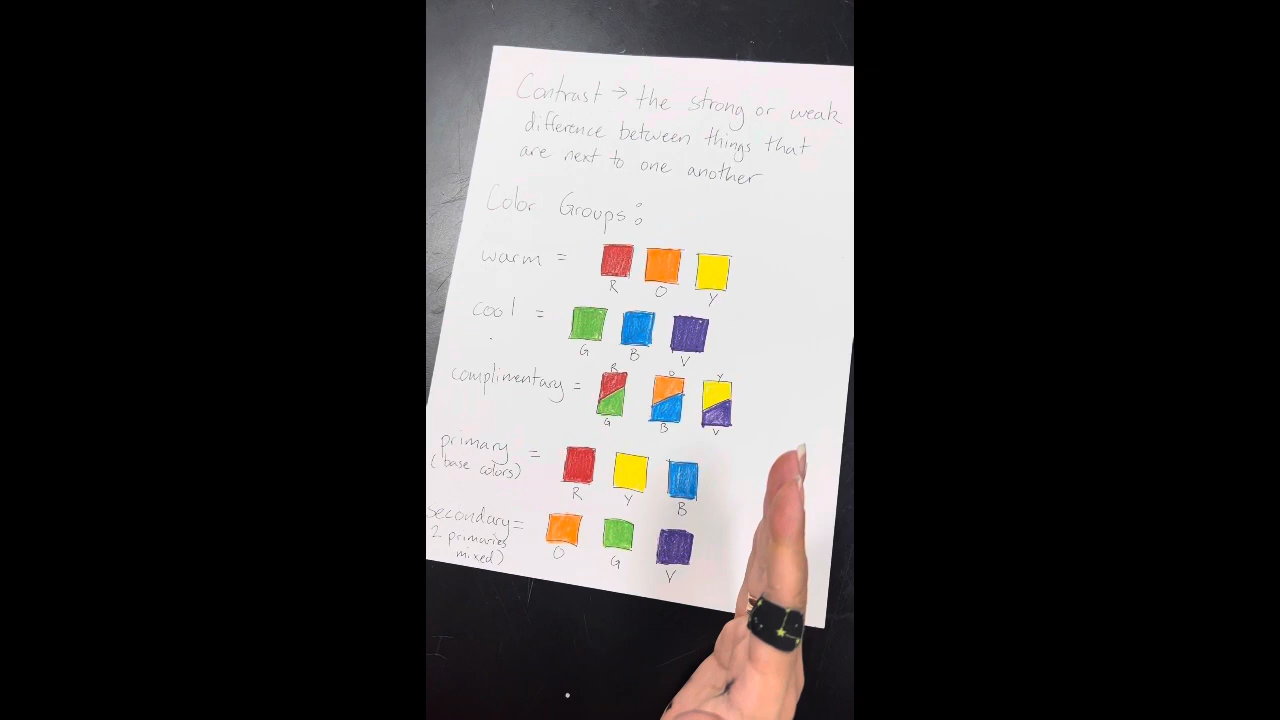 Contrast → the strong or weak
difference between things that
are next to one another
Color Groups:
warm =
R O Y
cool =
G B V
complimentary =
R O Y
G B V
primary =
(base colors)
R Y B
secondary =
2 primaries
mixed)
O G V